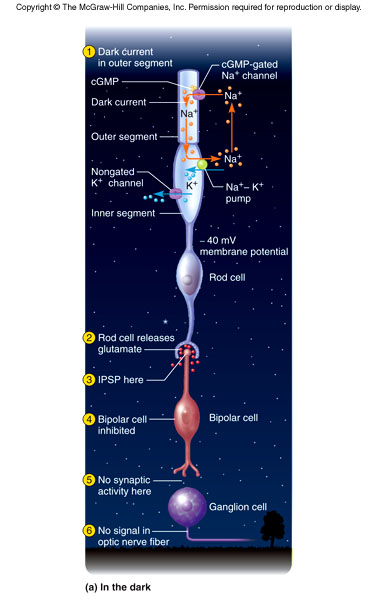 Copyright © The McGraw-Hill Companies, Inc. Permission required for reproduction or display.
1 Dark current
in outer segment
cGMP
Dark current
Outer segment
Nongated
K+ channel
Inner segment
cGMP-gated
Na+ channel
Na+
Na+
Na+
K+
Na+– K+
pump
– 40 mV
membrane potential
Rod cell
2 Rod cell releases
glutamate
3 IPSP here
4 Bipolar cell
inhibited
Bipolar cell
5 No synaptic
activity here
Ganglion cell
6 No signal in
optic nerve fiber
(a) In the dark